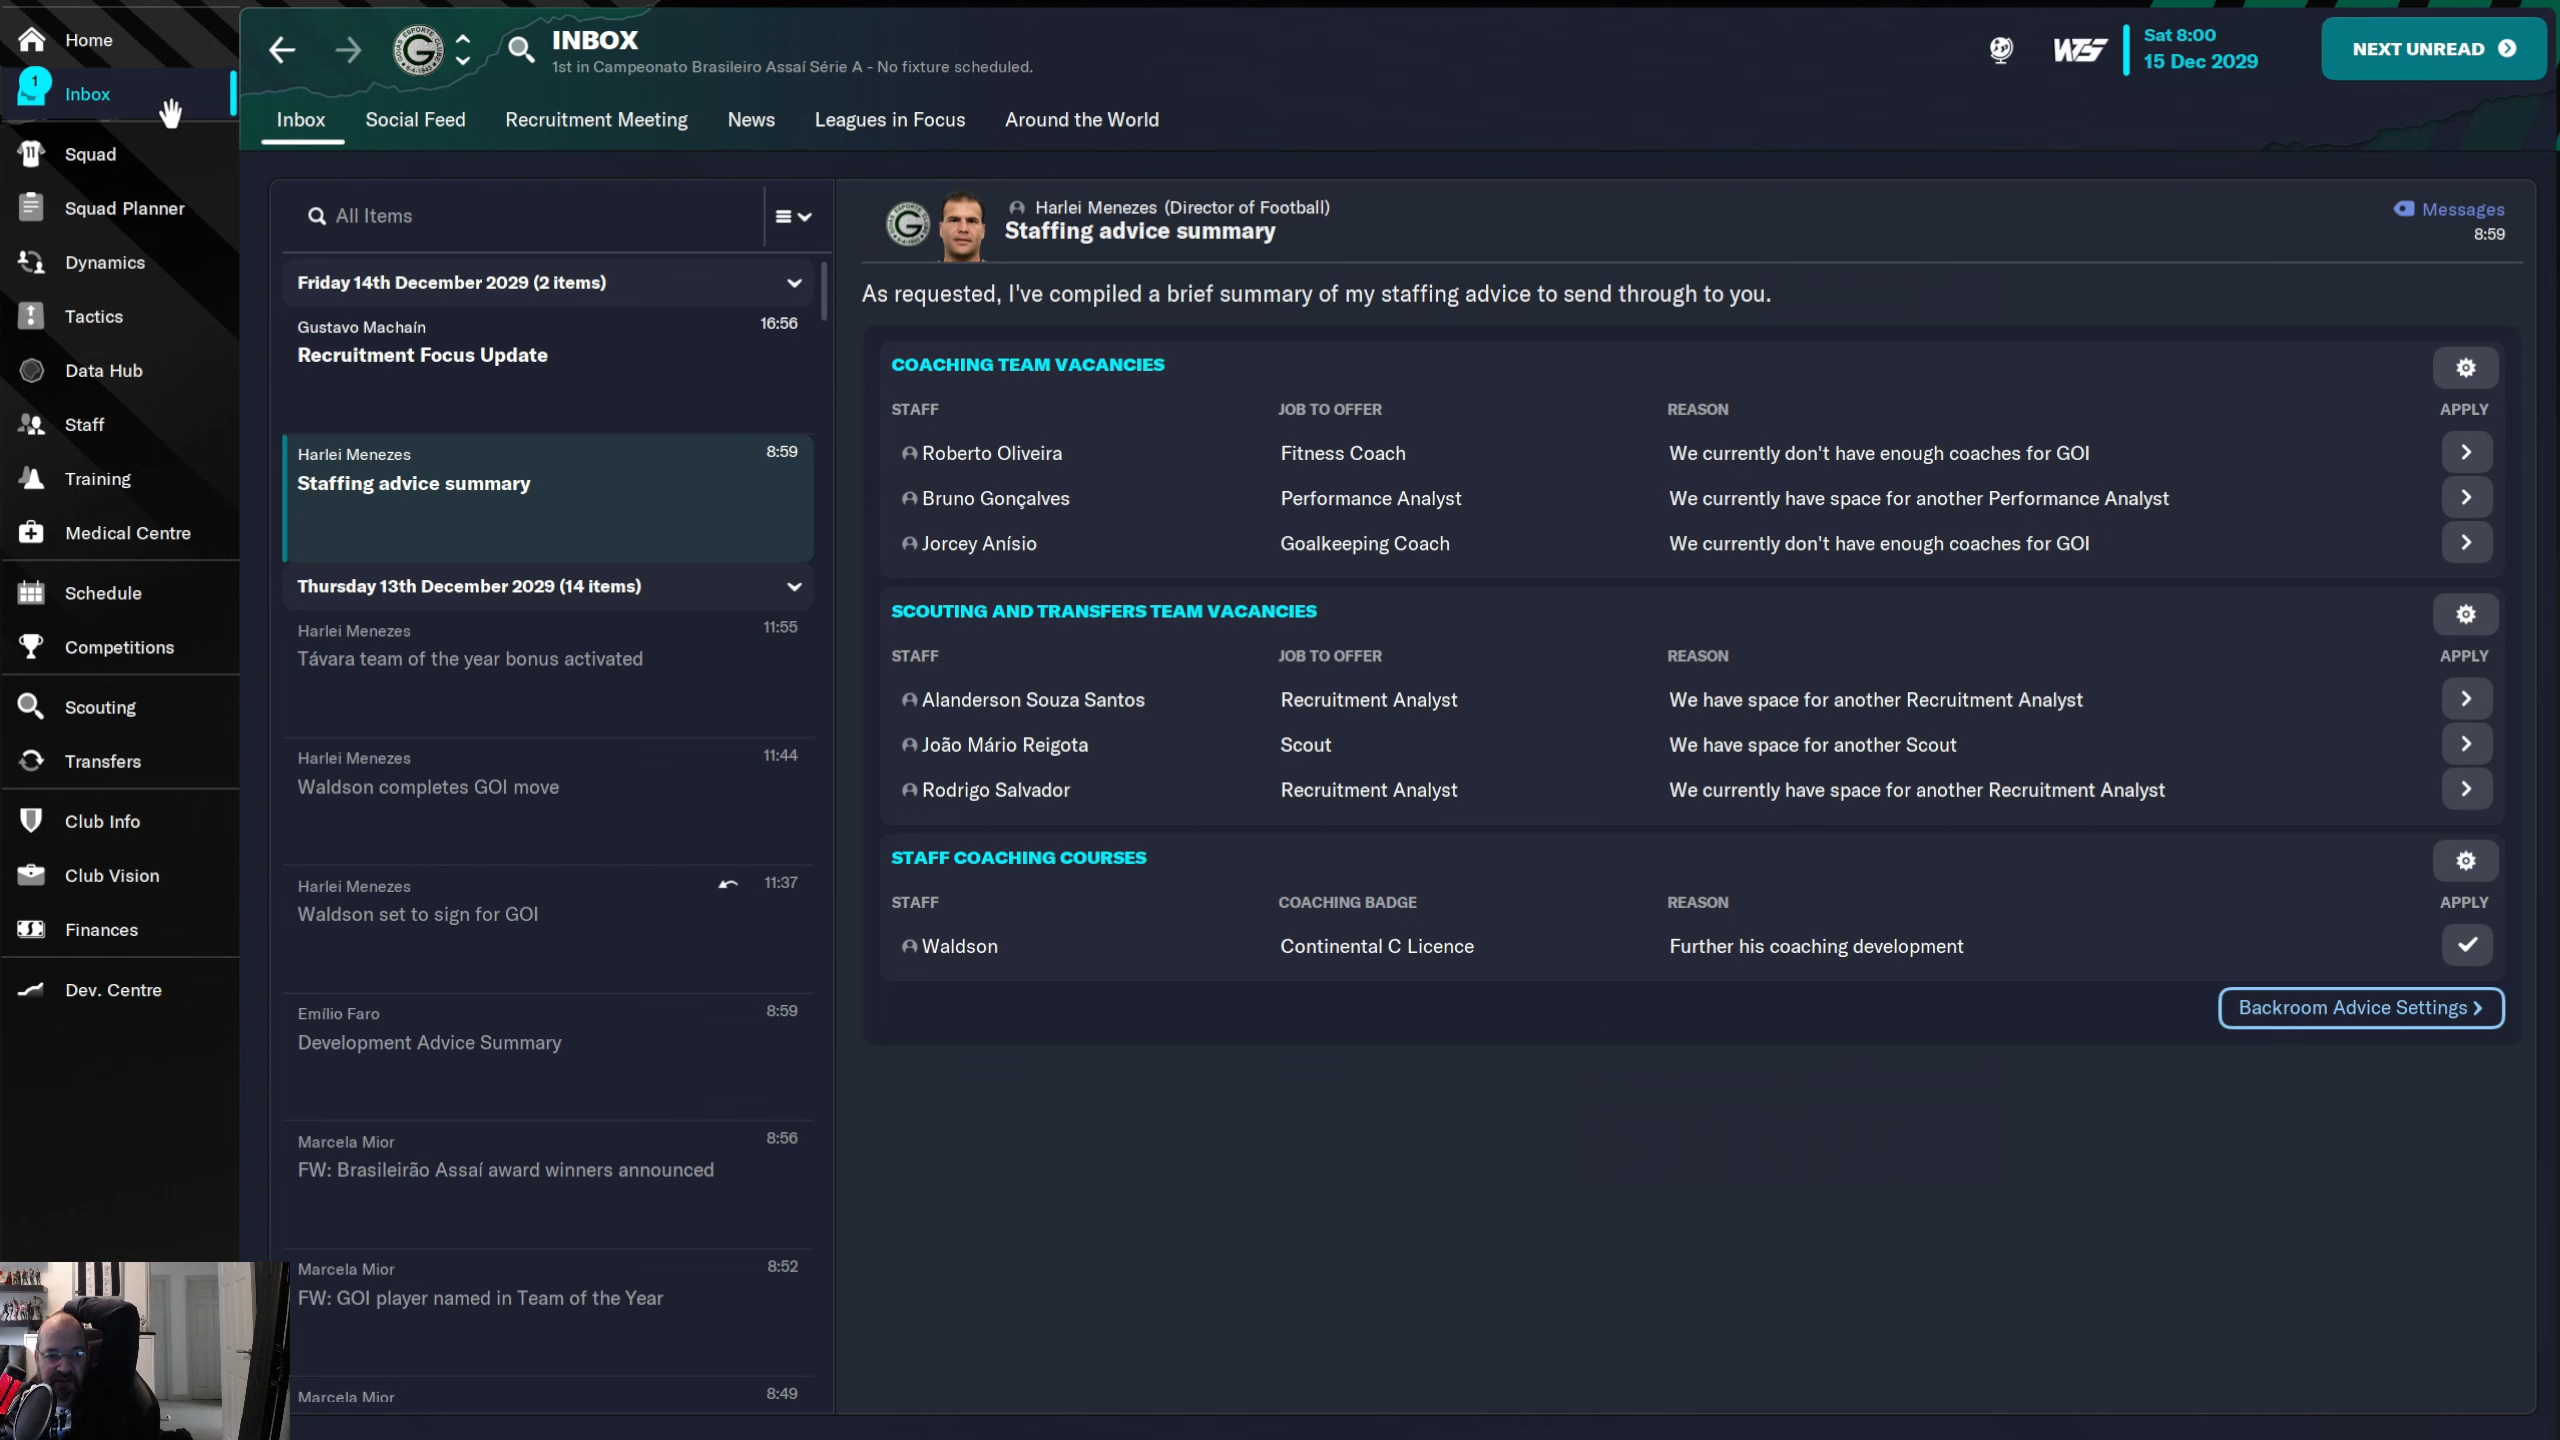 Home
1
Inbox
Squad
Squad Planner
Dynamics
Tactics
Data Hub
Staff
Training
Medical Centre
Schedule
Competitions
Scouting
Transfers
Club Info
Club Vision
Finances
Dev. Centre
INBOX
1st in Campeonato Brasileiro Assaí Série A - No fixture scheduled.
Sat 8:00
15 Dec 2029
NEXT UNREAD
Inbox
Social Feed
Recruitment Meeting
News
Leagues in Focus
Around the World
All Items
Friday 14th December 2029 (2 items)
Gustavo Machaín 16:56
Recruitment Focus Update
Harlei Menezes 8:59
Staffing advice summary
Thursday 13th December 2029 (14 items)
Harlei Menezes 11:55
Távara team of the year bonus activated
Harlei Menezes 11:44
Waldson completes GOI move
Harlei Menezes 11:37
Waldson set to sign for GOI
Emílio Faro 8:59
Development Advice Summary
Marcela Mior 8:56
FW: Brasileirão Assaí award winners announced
Marcela Mior 8:52
FW: GOI player named in Team of the Year
Marcela Mior 8:49
Harlei Menezes (Director of Football)
Staffing advice summary
Messages
8:59
As requested, I've compiled a brief summary of my staffing advice to send through to you.
COACHING TEAM VACANCIES
STAFF JOB TO OFFER REASON APPLY
Roberto Oliveira Fitness Coach We currently don't have enough coaches for GOI
Bruno Gonçalves Performance Analyst We currently have space for another Performance Analyst
Jorcey Anísio Goalkeeping Coach We currently don't have enough coaches for GOI
SCOUTING AND TRANSFERS TEAM VACANCIES
STAFF JOB TO OFFER REASON APPLY
Alanderson Souza Santos Recruitment Analyst We have space for another Recruitment Analyst
João Mário Reigota Scout We have space for another Scout
Rodrigo Salvador Recruitment Analyst We currently have space for another Recruitment Analyst
STAFF COACHING COURSES
STAFF COACHING BADGE REASON APPLY
Waldson Continental C Licence Further his coaching development
Backroom Advice Settings